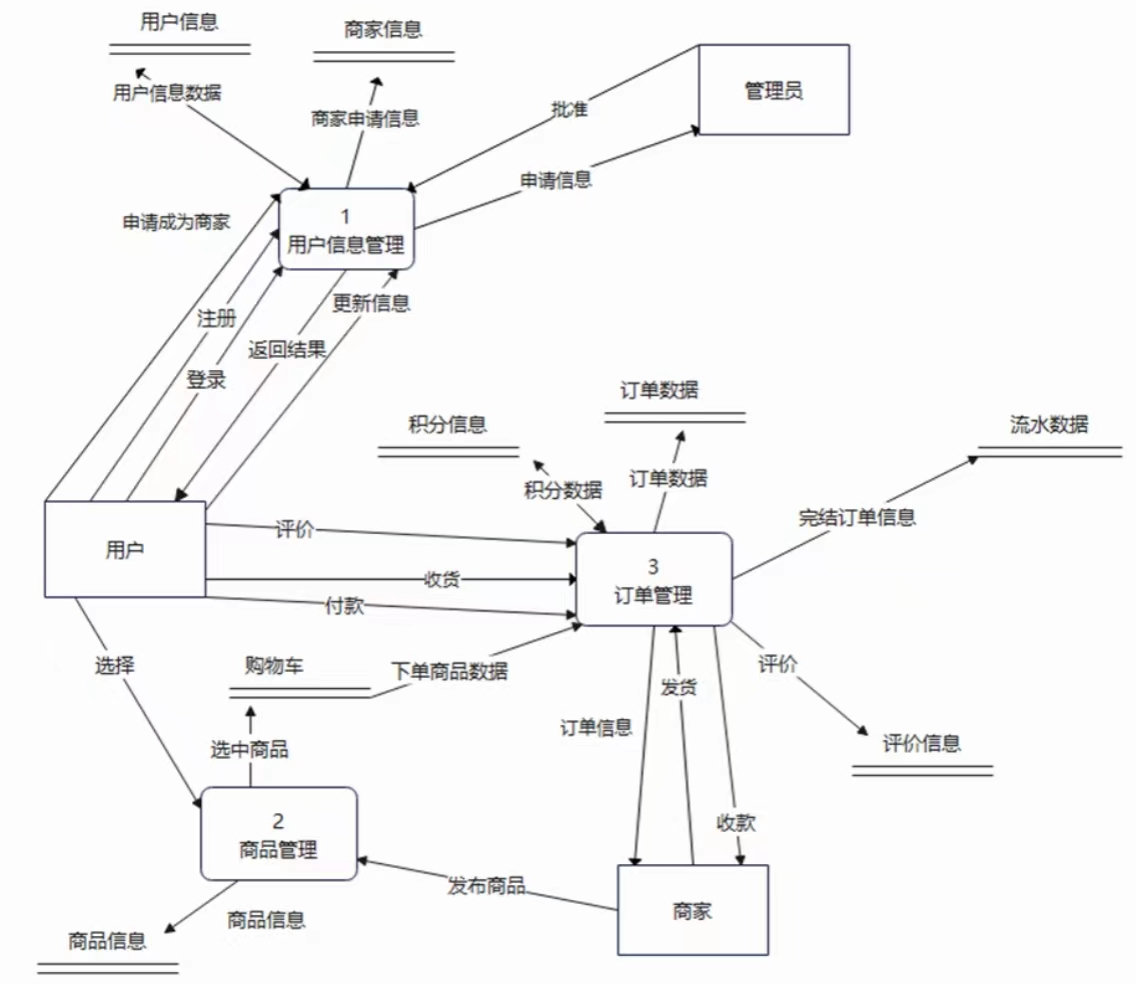 用户信息
商家信息
用户信息数据
商家申请信息
批准
管理员
申请信息
申请成为商家
1
用户信息管理
更新信息
注册
返回结果
登录
订单数据
积分信息
流水数据
积分数据
订单数据
完结订单信息
用户
评价
3
订单管理
收货
付款
选择
购物车
下单商品数据
评价
发货
订单信息
选中商品
评价信息
2
商品管理
收款
发布商品
商家
商品信息
商品信息